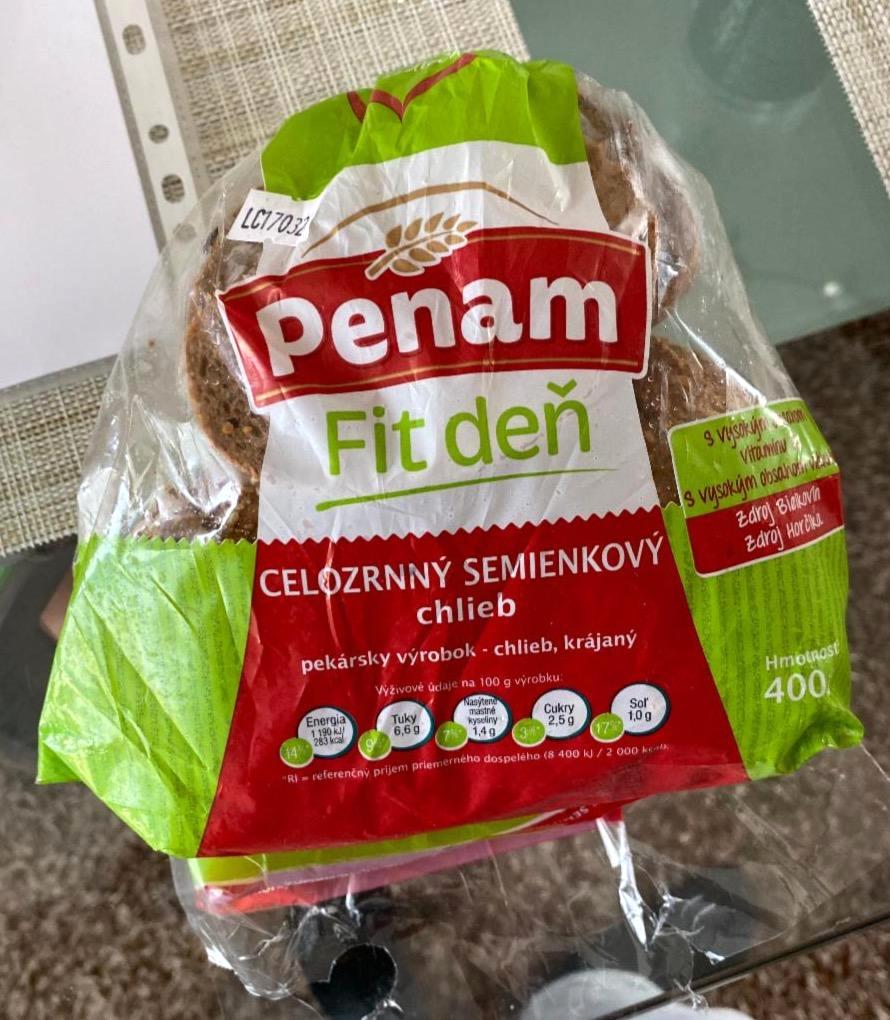 LC17032
Penam
Fit deň
s vysokým
vitamínu
s vysokým obsahom
Zdroj Bielkovín
Zdroj Horčíka
CELOZRNNÝ SEMIENKOVÝ
chlieb
pekársky výrobok - chlieb, krájaný
Výživové údaje na 100 g výrobku:
Energia
1 190 kJ/
283 kcal
14%*
Tuky
6,6 g
9%*
Nasýtené
mastné
kyseliny
1,4 g
7%*
Cukry
2,5 g
3%*
Soľ
1,0 g
17%*
*RI = referenčný príjem priemerného dospelého (8 400 kJ / 2 000 kcal).
Hmotnosť
400